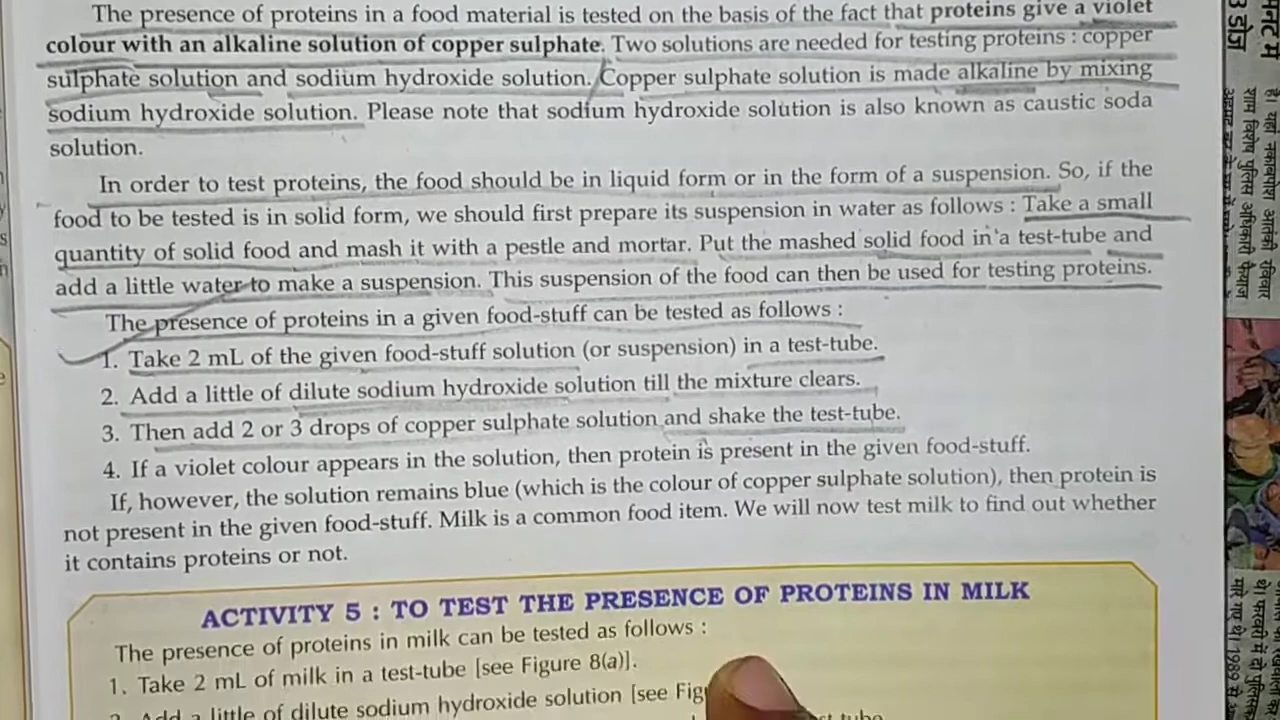 The presence of proteins in a food material is tested on the basis of the fact that proteins give a violet
colour with an alkaline solution of copper sulphate. Two solutions are needed for testing proteins : copper
sulphate solution and sodium hydroxide solution. Copper sulphate solution is made alkaline by mixing
sodium hydroxide solution. Please note that sodium hydroxide solution is also known as caustic soda
solution.
In order to test proteins, the food should be in liquid form or in the form of a suspension. So, if the
food to be tested is in solid form, we should first prepare its suspension in water as follows : Take a small
quantity of solid food and mash it with a pestle and mortar. Put the mashed solid food in a test-tube and
add a little water to make a suspension. This suspension of the food can then be used for testing proteins.
The presence of proteins in a given food-stuff can be tested as follows :
1. Take 2 mL of the given food-stuff solution (or suspension) in a test-tube.
2. Add a little of dilute sodium hydroxide solution till the mixture clears.
3. Then add 2 or 3 drops of copper sulphate solution and shake the test-tube.
4. If a violet colour appears in the solution, then protein is present in the given food-stuff.
If, however, the solution remains blue (which is the colour of copper sulphate solution), then protein is
not present in the given food-stuff. Milk is a common food item. We will now test milk to find out whether
it contains proteins or not.
ACTIVITY 5 : TO TEST THE PRESENCE OF PROTEINS IN MILK
The presence of proteins in milk can be tested as follows :
1. Take 2 mL of milk in a test-tube [see Figure 8(a)].
Add a little of dilute sodium hydroxide solution [see Fig